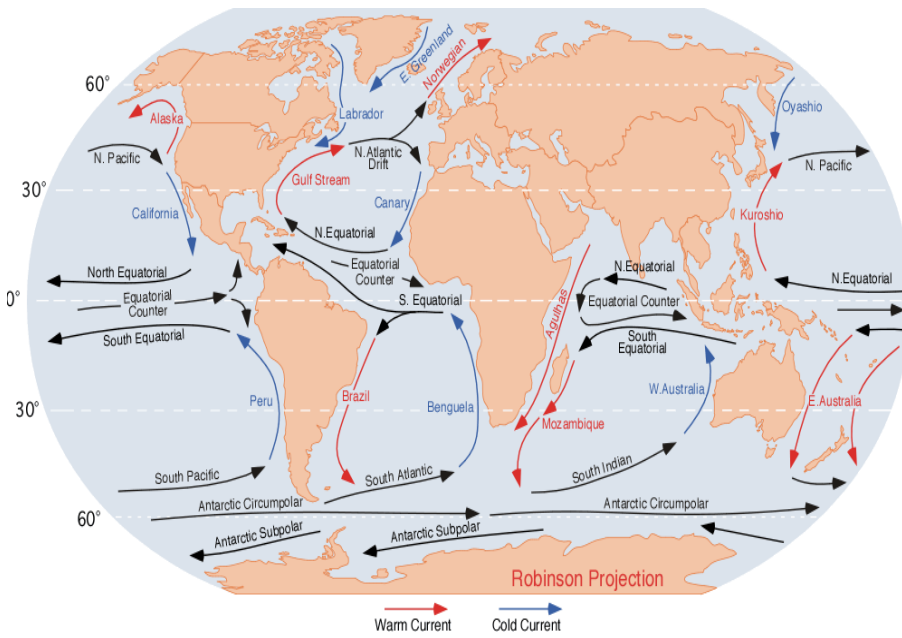 E. Greenland
Norwegian
60°
Labrador
Oyashio
Alaska
N. Pacific
N.Atlantic
Drift
N. Pacific
30°
Gulf Stream
Canary
California
Kuroshio
N.Equatorial
North Equatorial
Equatorial
Counter
N.Equatorial
N.Equatorial
0°
Equatorial
Counter
S. Equatorial
Equatorial Counter
Agulhas
South Equatorial
South
Equatorial
Peru
Brazil
Benguela
W.Australia
E.Australia
30°
Mozambique
South Pacific
South Atlantic
South Indian
Antarctic Circumpolar
Antarctic Circumpolar
60°
Antarctic Subpolar
Antarctic Subpolar
Robinson Projection
Warm Current
Cold Current